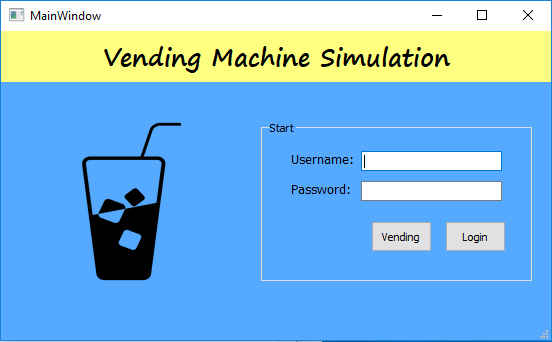 MainWindow
Vending Machine Simulation
Start
Username:
Password:
Vending Login